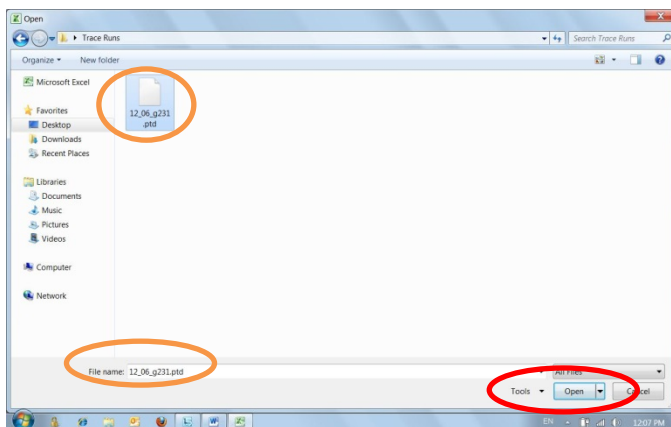 Open
Trace Runs
Search Trace Runs
Organize
New folder
Microsoft Excel
Favorites
Desktop
Downloads
Recent Places
Libraries
Documents
Music
Pictures
Videos
Computer
Network
12_06_g231
.ptd
File name: 12_06_g231.ptd
All Files
Tools
Open
Cancel
EN
12:07 PM